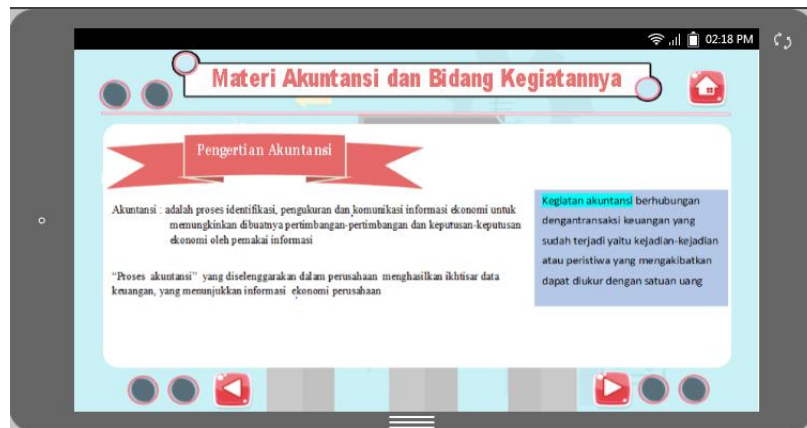 02:18 PM
Materi Akuntansi dan Bidang Kegiatannya
Pengertian Akuntansi
Akuntansi : adalah proses identifikasi, pengukuran dan komunikasi informasi ekonomi untuk
memungkinkan dibuatnya pertimbangan-pertimbangan dan keputusan-keputusan
ekonomi oleh pemakai informasi
“Proses akuntansi” yang diselenggarakan dalam perusahaan menghasilkan ikhtisar data
keuangan, yang menunjukkan informasi ekonomi perusahaan
Kegiatan akuntansi berhubungan
dengantransaksi keuangan yang
sudah terjadi yaitu kejadian-kejadian
atau peristiwa yang mengakibatkan
dapat diukur dengan satuan uang